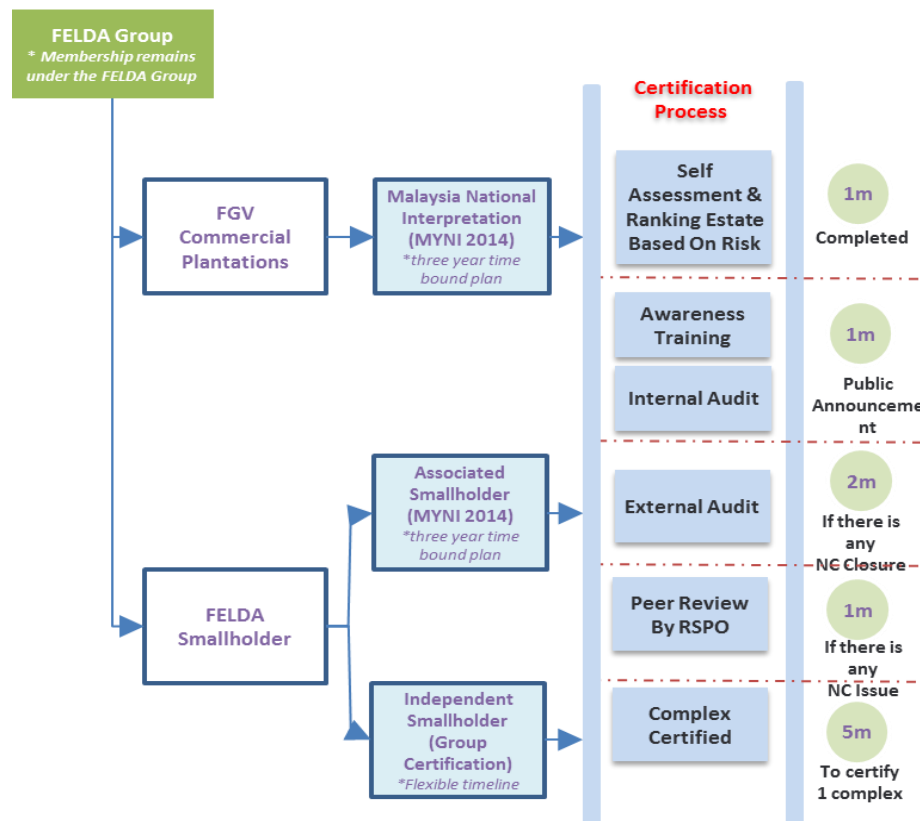 FELDA Group
* Membership remains
under the FELDA Group
Certification
Process
FGV
Commercial
Plantations
Malaysia National
Interpretation
(MYNI 2014)
*three year time
bound plan
Self
Assessment &
Ranking Estate
Based On Risk
1m
Completed
Awareness
Training
1m
Internal Audit
Public
Announceme
nt
Associated
Smallholder
(MYNI 2014)
*three year time
bound plan
External Audit
2m
If there is
any
NC Closure
FELDA
Smallholder
Peer Review
By RSPO
1m
If there is
any
NC Issue
Independent
Smallholder
(Group
Certification)
*Flexible timeline
Complex
Certified
5m
To certify
1 complex